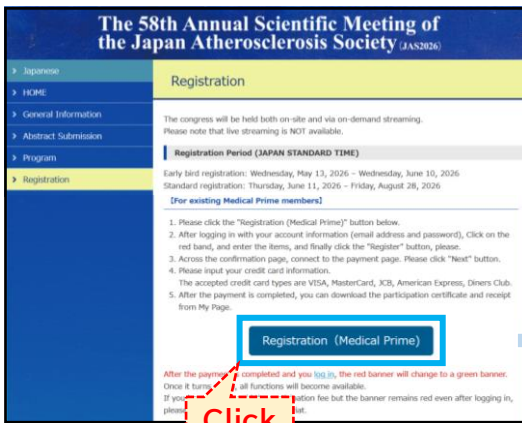 The 58th Annual Scientific Meeting of
the Japan Atherosclerosis Society (JAS2026)
Japanese
HOME
General Information
Abstract Submission
Program
Registration
Registration
The congress will be held both on-site and via on-demand streaming.
Please note that live streaming is NOT available.
Registration Period (JAPAN STANDARD TIME)
Early bird registration: Wednesday, May 13, 2026 – Wednesday, June 10, 2026
Standard registration: Thursday, June 11, 2026 – Friday, August 28, 2026
【For existing Medical Prime members】
1. Please click the "Registration (Medical Prime)" button below.
2. After logging in with your account information (email address and password), Click on the
red band, and enter the items, and finally click the "Register" button, please.
3. Across the confirmation page, connect to the payment page. Please click "Next" button.
4. Please input your credit card information.
The accepted credit card types are VISA, MasterCard, JCB, American Express, Diners Club.
5. After the payment is completed, you can download the participation certificate and receipt
from My Page.
Registration (Medical Prime)
After the payment completed and you log in, the red banner will change to a green banner.
Once it turns all functions will become available.
If you ation fee but the banner remains red even after logging in,
Click